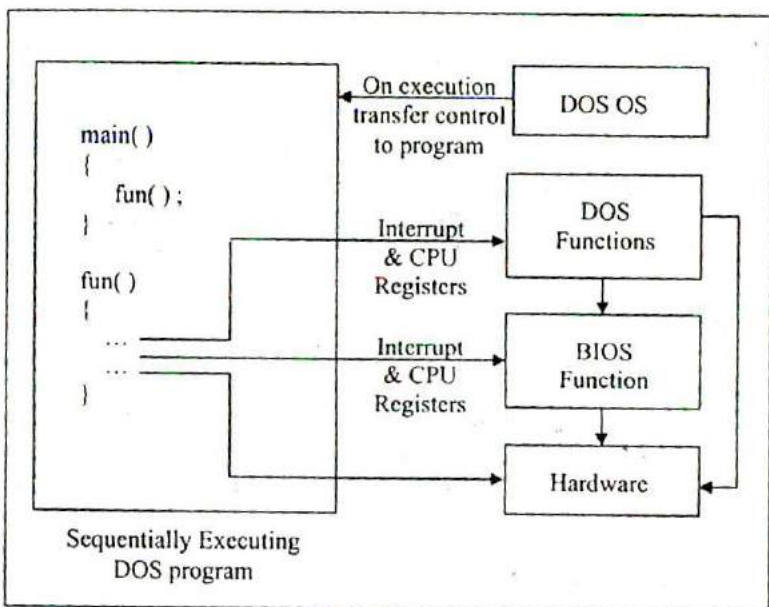 main( )
{
fun( ) ;
}
fun( )
{
...
...
}
On execution
transfer control
to program
DOS OS
Interrupt
& CPU
Registers
DOS
Functions
Interrupt
& CPU
Registers
BIOS
Function
Hardware
Sequentially Executing
DOS program